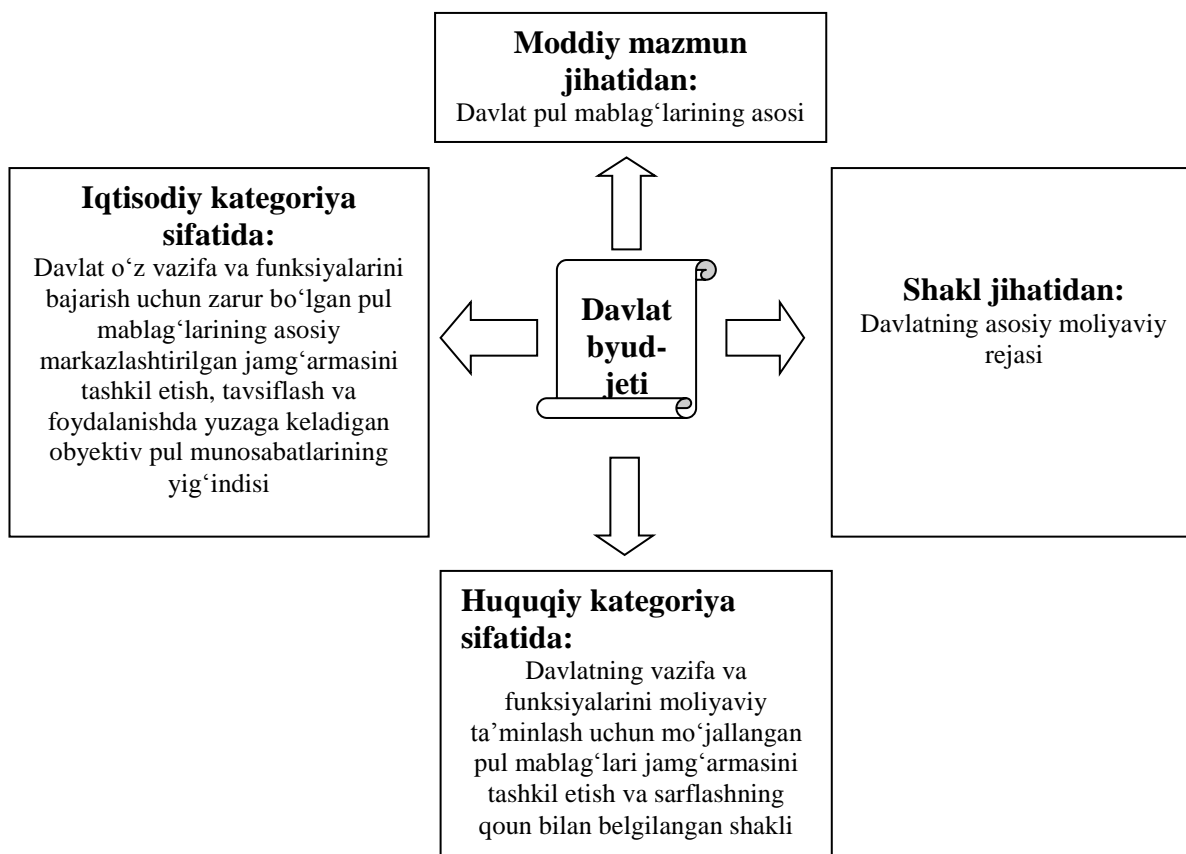 Moddiy mazmun
jihatidan:
Davlat pul mablag‘larining asosi
Iqtisodiy kategoriya
sifatida:
Davlat o‘z vazifa va funksiyalarini
bajarish uchun zarur bo‘lgan pul
mablag‘larining asosiy
markazlashtirilgan jamg‘armasini
tashkil etish, tavsiflash va
foydalanishda yuzaga keladigan
obyektiv pul munosabatlarining
yig‘indisi
Davlat
byud-
jeti
Shakl jihatidan:
Davlatning asosiy moliyaviy
rejasi
Huquqiy kategoriya
sifatida:
Davlatning vazifa va
funksiyalarini moliyaviy
ta’minlash uchun mo‘jallangan
pul mablag‘lari jamg‘armasini
tashkil etish va sarflashning
qoun bilan belgilangan shakli